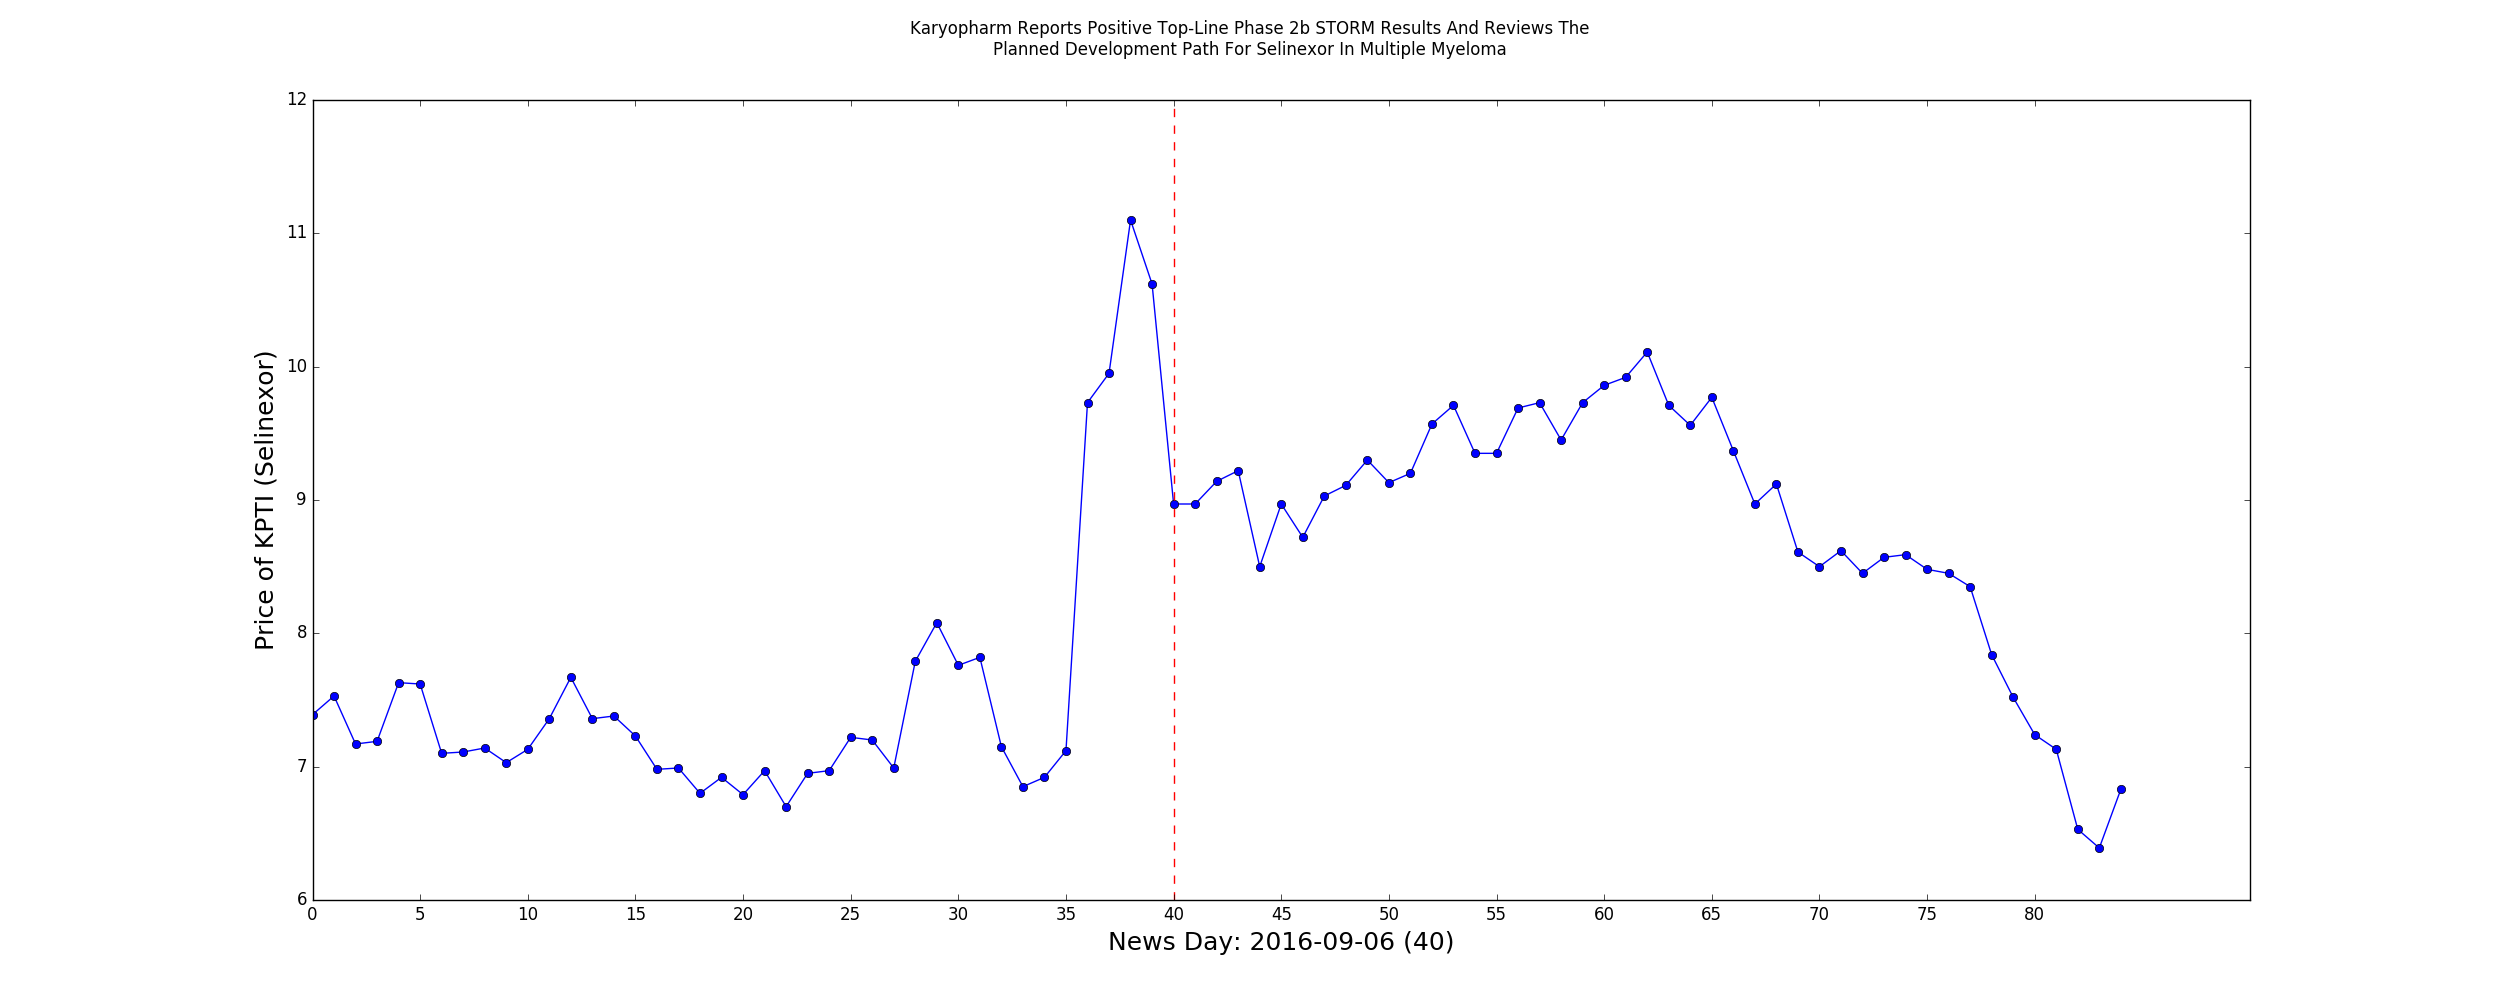 Karyopharm Reports Positive Top-Line Phase 2b STORM Results And Reviews The
Planned Development Path For Selinexor In Multiple Myeloma
12
11
10
9
8
7
6
Price of KPTI (Selinexor)
0 5 10 15 20 25 30 35 40 45 50 55 60 65 70 75 80
News Day: 2016-09-06 (40)